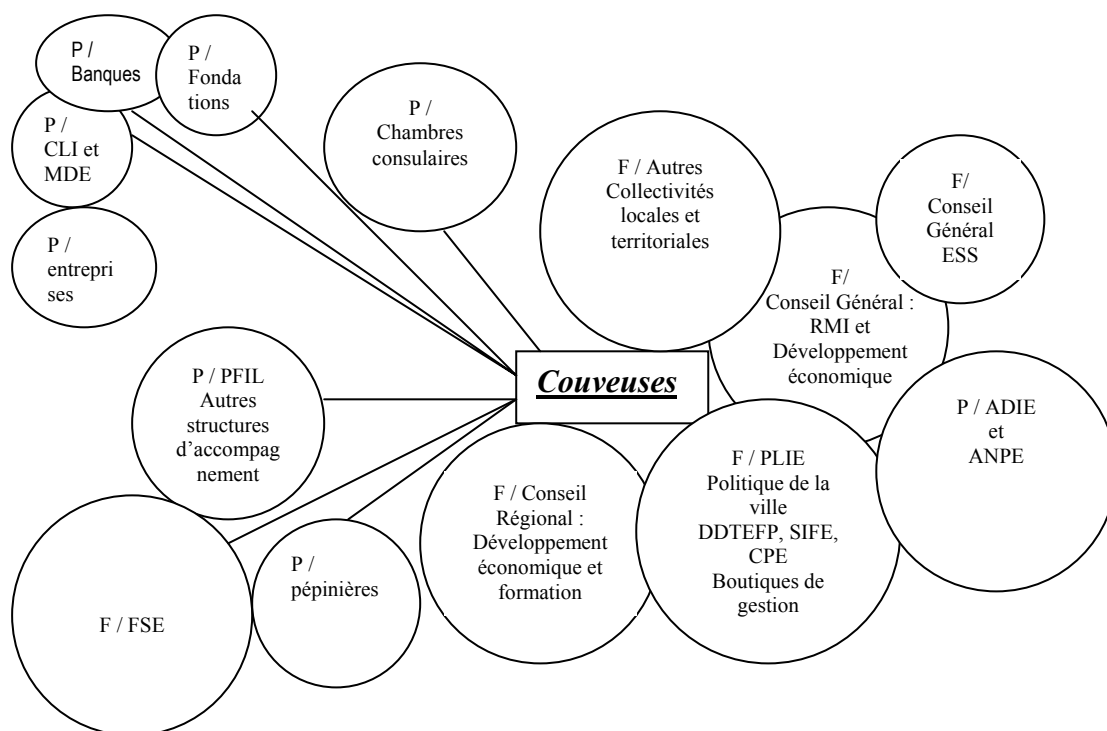 P /
Banques
P /
Fonda
tions
P /
CLI et
MDE
P /
entrepri
ses
P /
Chambres
consulaires
F / Autres
Collectivités
locales et
territoriales
F/
Conseil
Général
ESS
F/
Conseil Général :
RMI et
Développement
économique
Couveuses
P / PFIL
Autres
structures
d’accompag
nement
P / ADIE
et
ANPE
F / PLIE
Politique de la
ville
DDTEFP, SIFE,
CPE
Boutiques de
gestion
F / Conseil
Régional :
Développement
économique et
formation
P /
pépinières
F / FSE